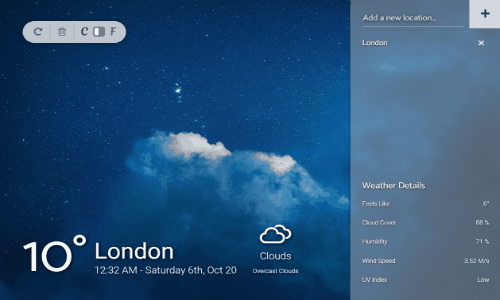 C F
Add a new location...
+
London ×
10° London
12:32 AM - Saturday 6th, Oct 20
Clouds
Overcast Clouds
Weather Details
Feels Like 6°
Cloud Cover 88 %
Humidity 71 %
Wind Speed 3.52 M/s
UV Index Low